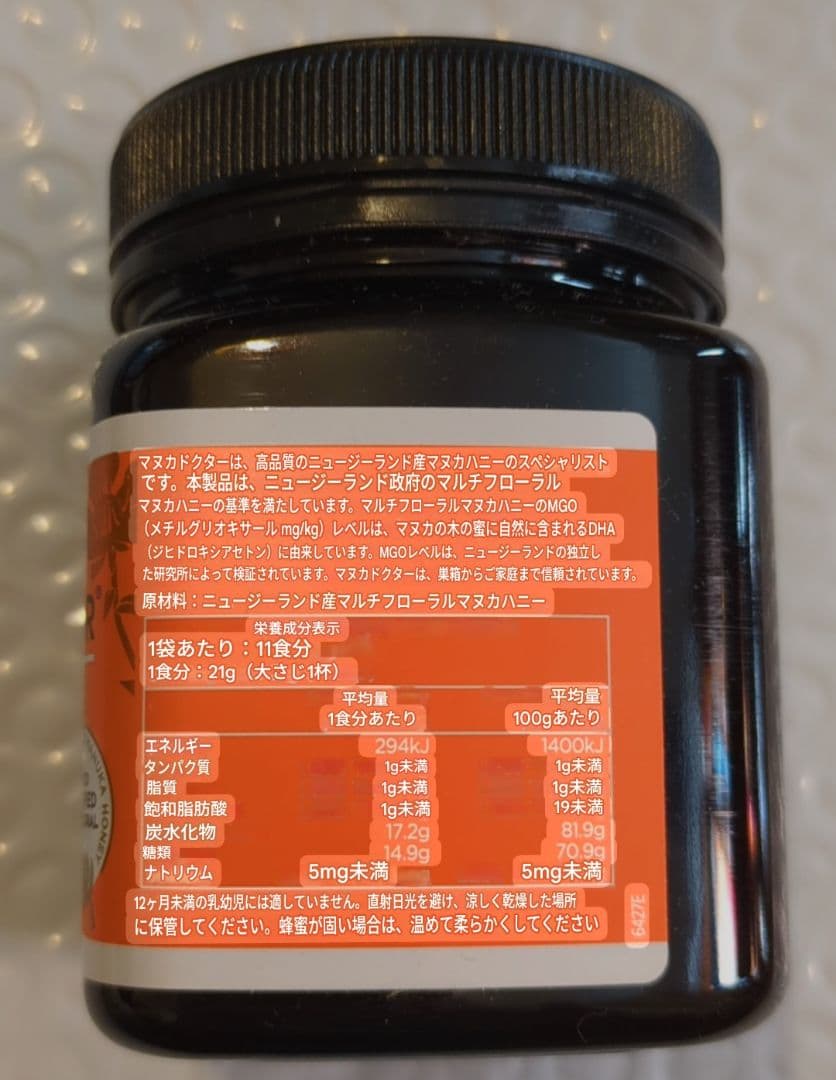 マヌカドクターは、高品質のニュージーランド産マヌカハニーのスペシャリスト
です。本製品は、ニュージーランド政府のマルチフローラル
マヌカハニーの基準を満たしています。マルチフローラルマヌカハニーのMGO
（メチルグリオキサール mg/kg）レベルは、マヌカの木の蜜に自然に含まれるDHA
（ジヒドロキシアセトン）に由来しています。MGOレベルは、ニュージーランドの独立し
た研究所によって検証されています。マヌカドクターは、巣箱からご家庭まで信頼されています。
原材料：ニュージーランド産マルチフローラルマヌカハニー
栄養成分表示
1袋あたり：11食分
1食分：21g（大さじ1杯）
平均量 平均量
1食分あたり 100gあたり
エネルギー 294kJ 1400kJ
タンパク質 1g未満 1g未満
脂質 1g未満 1g未満
飽和脂肪酸 1g未満 19未満
炭水化物 17.2g 81.9g
糖類 14.9g 70.9g
ナトリウム 5mg未満 5mg未満
12ヶ月未満の乳幼児には適していません。直射日光を避け、涼しく乾燥した場所
に保管してください。蜂蜜が固い場合は、温めて柔らかくしてください
6427E
HONEY